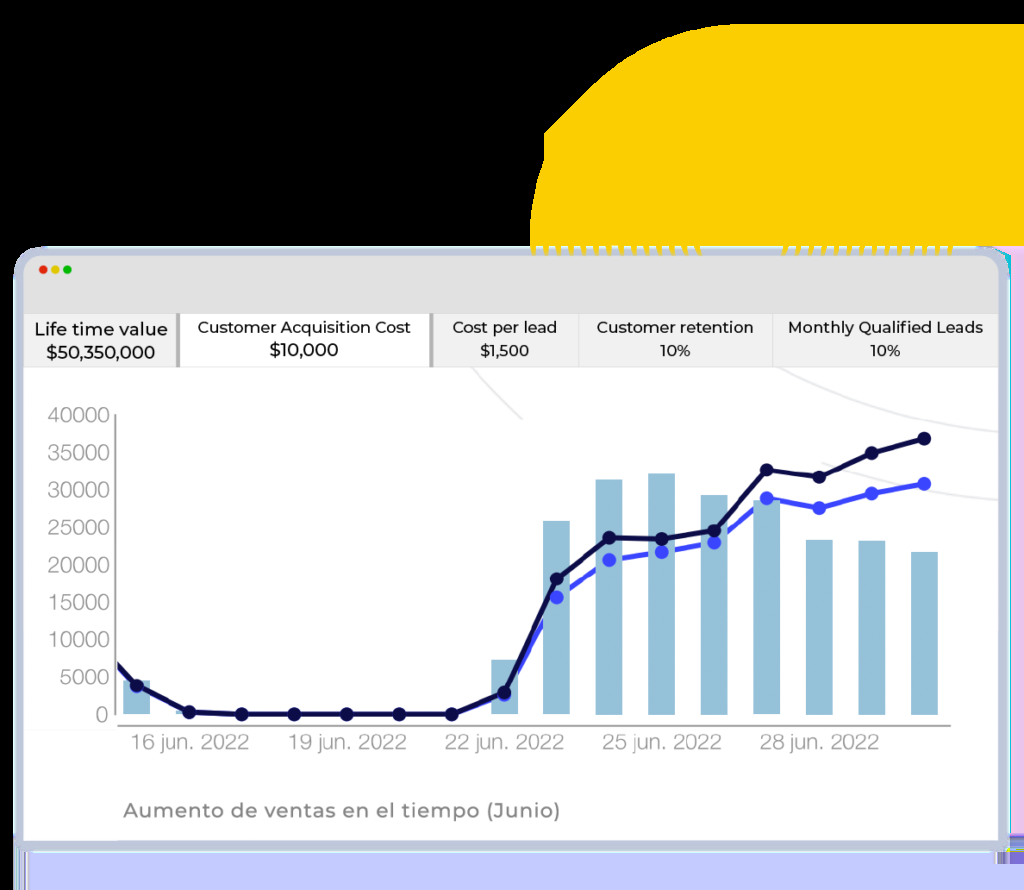 Life time value
$50,350,000
Customer Acquisition Cost
$10,000
Cost per lead
$1,500
Customer retention
10%
Monthly Qualified Leads
10%
40000
35000
30000
25000
20000
15000
10000
5000
0
16 jun. 2022
19 jun. 2022
22 jun. 2022
25 jun. 2022
28 jun. 2022
Aumento de ventas en el tiempo (Junio)